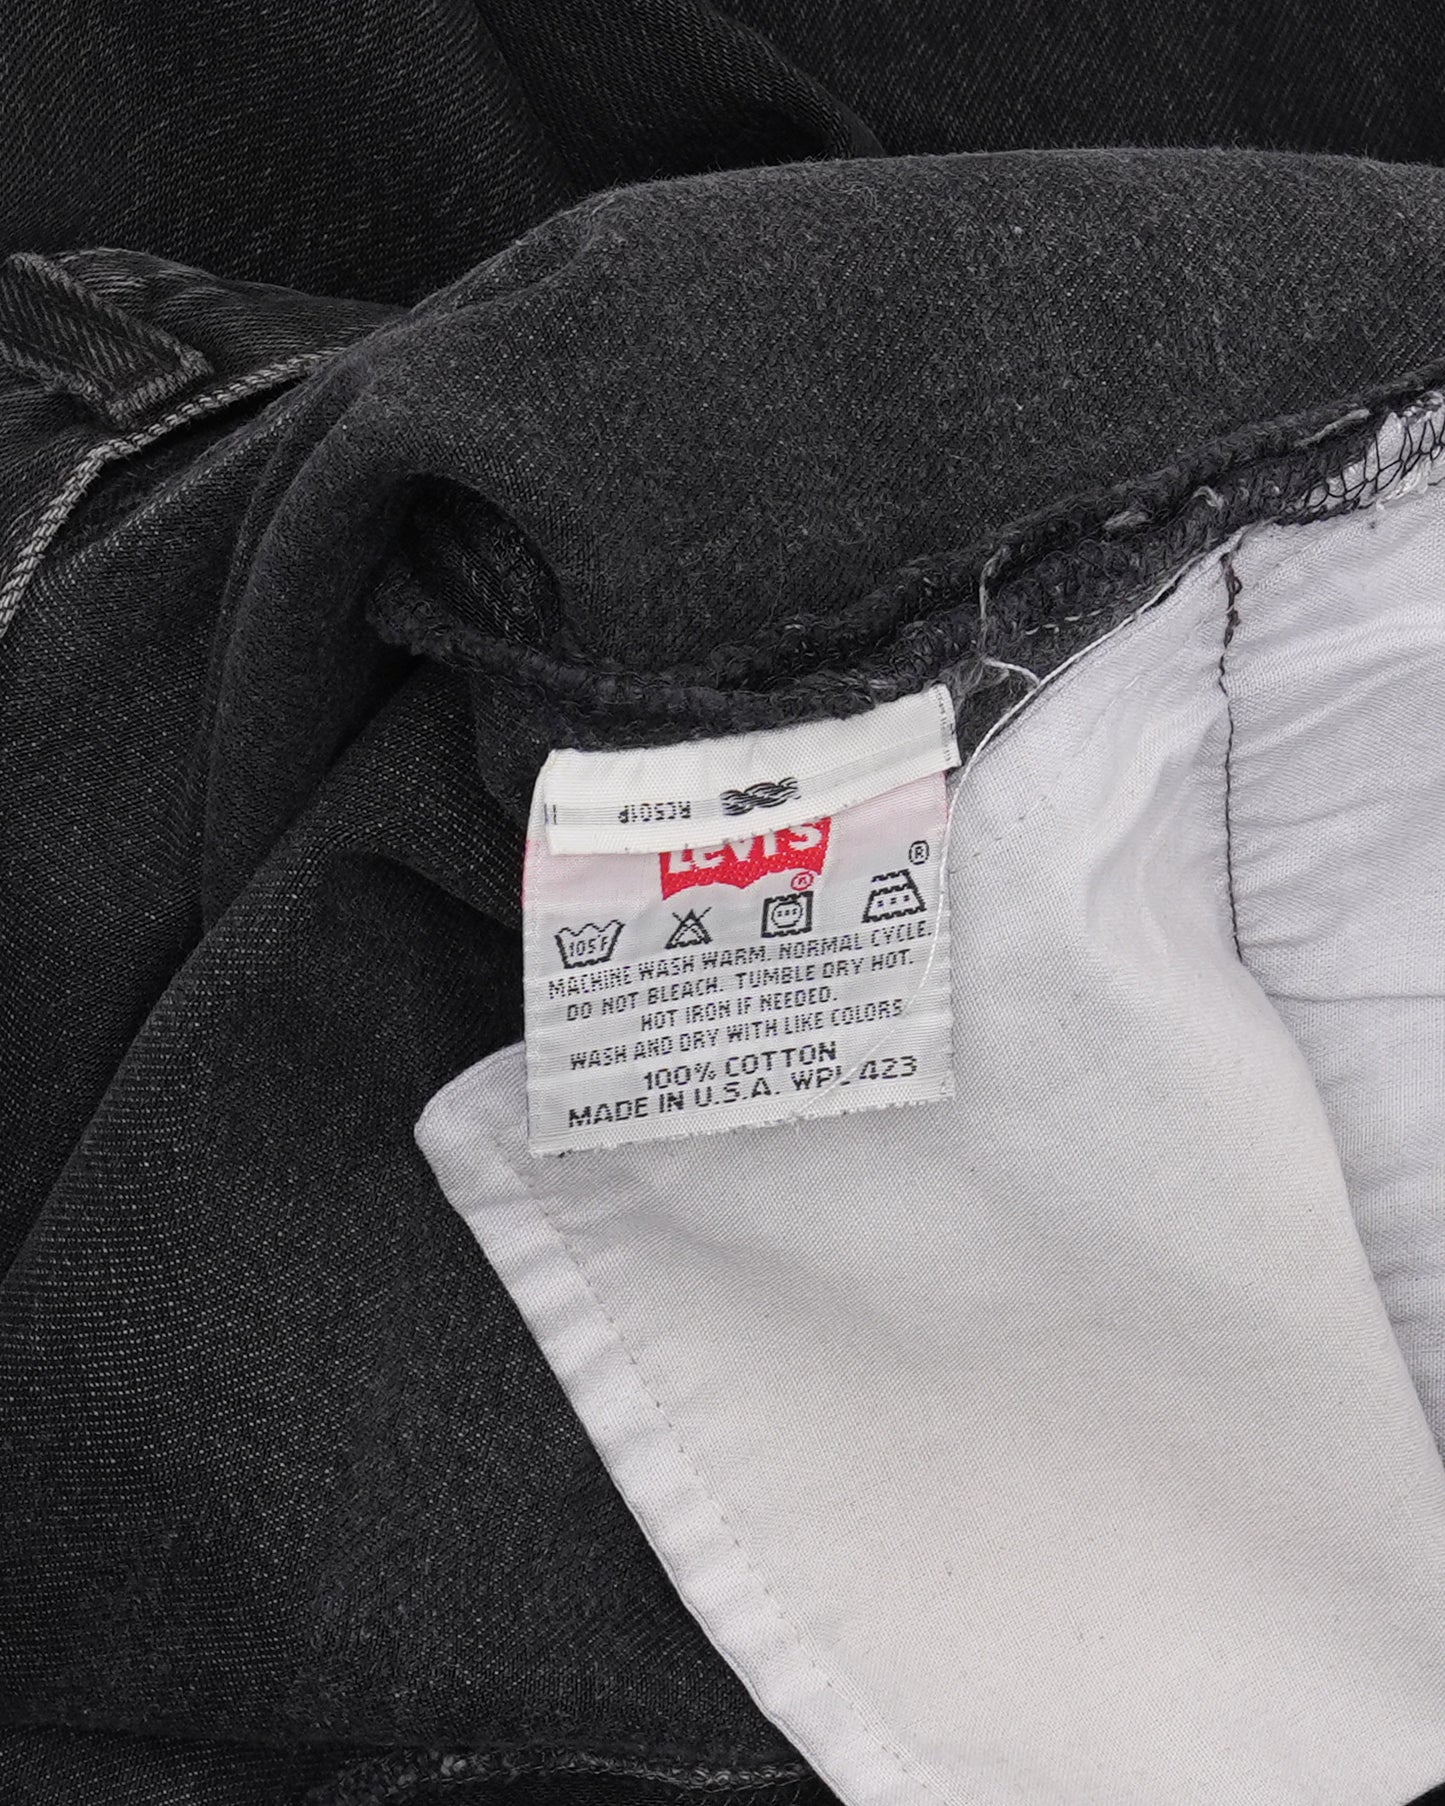 RC501P
Levi's
®
®
105°F
MACHINE WASH WARM. NORMAL CYCLE.
DO NOT BLEACH. TUMBLE DRY HOT.
HOT IRON IF NEEDED.
WASH AND DRY WITH LIKE COLORS
100% COTTON
MADE IN U.S.A. WPL 423